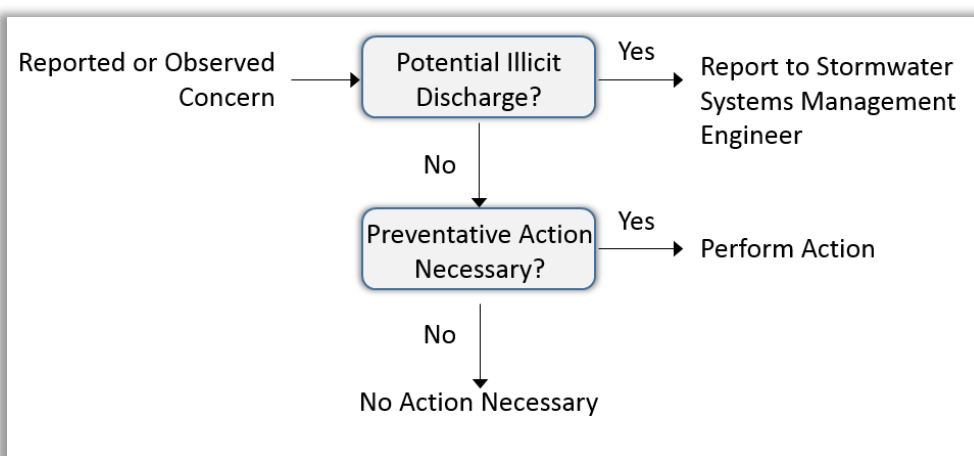 Reported or Observed
Concern
Potential Illicit
Discharge?
Yes
Report to Stormwater
Systems Management
Engineer
No
Preventative Action
Necessary?
Yes
Perform Action
No
No Action Necessary